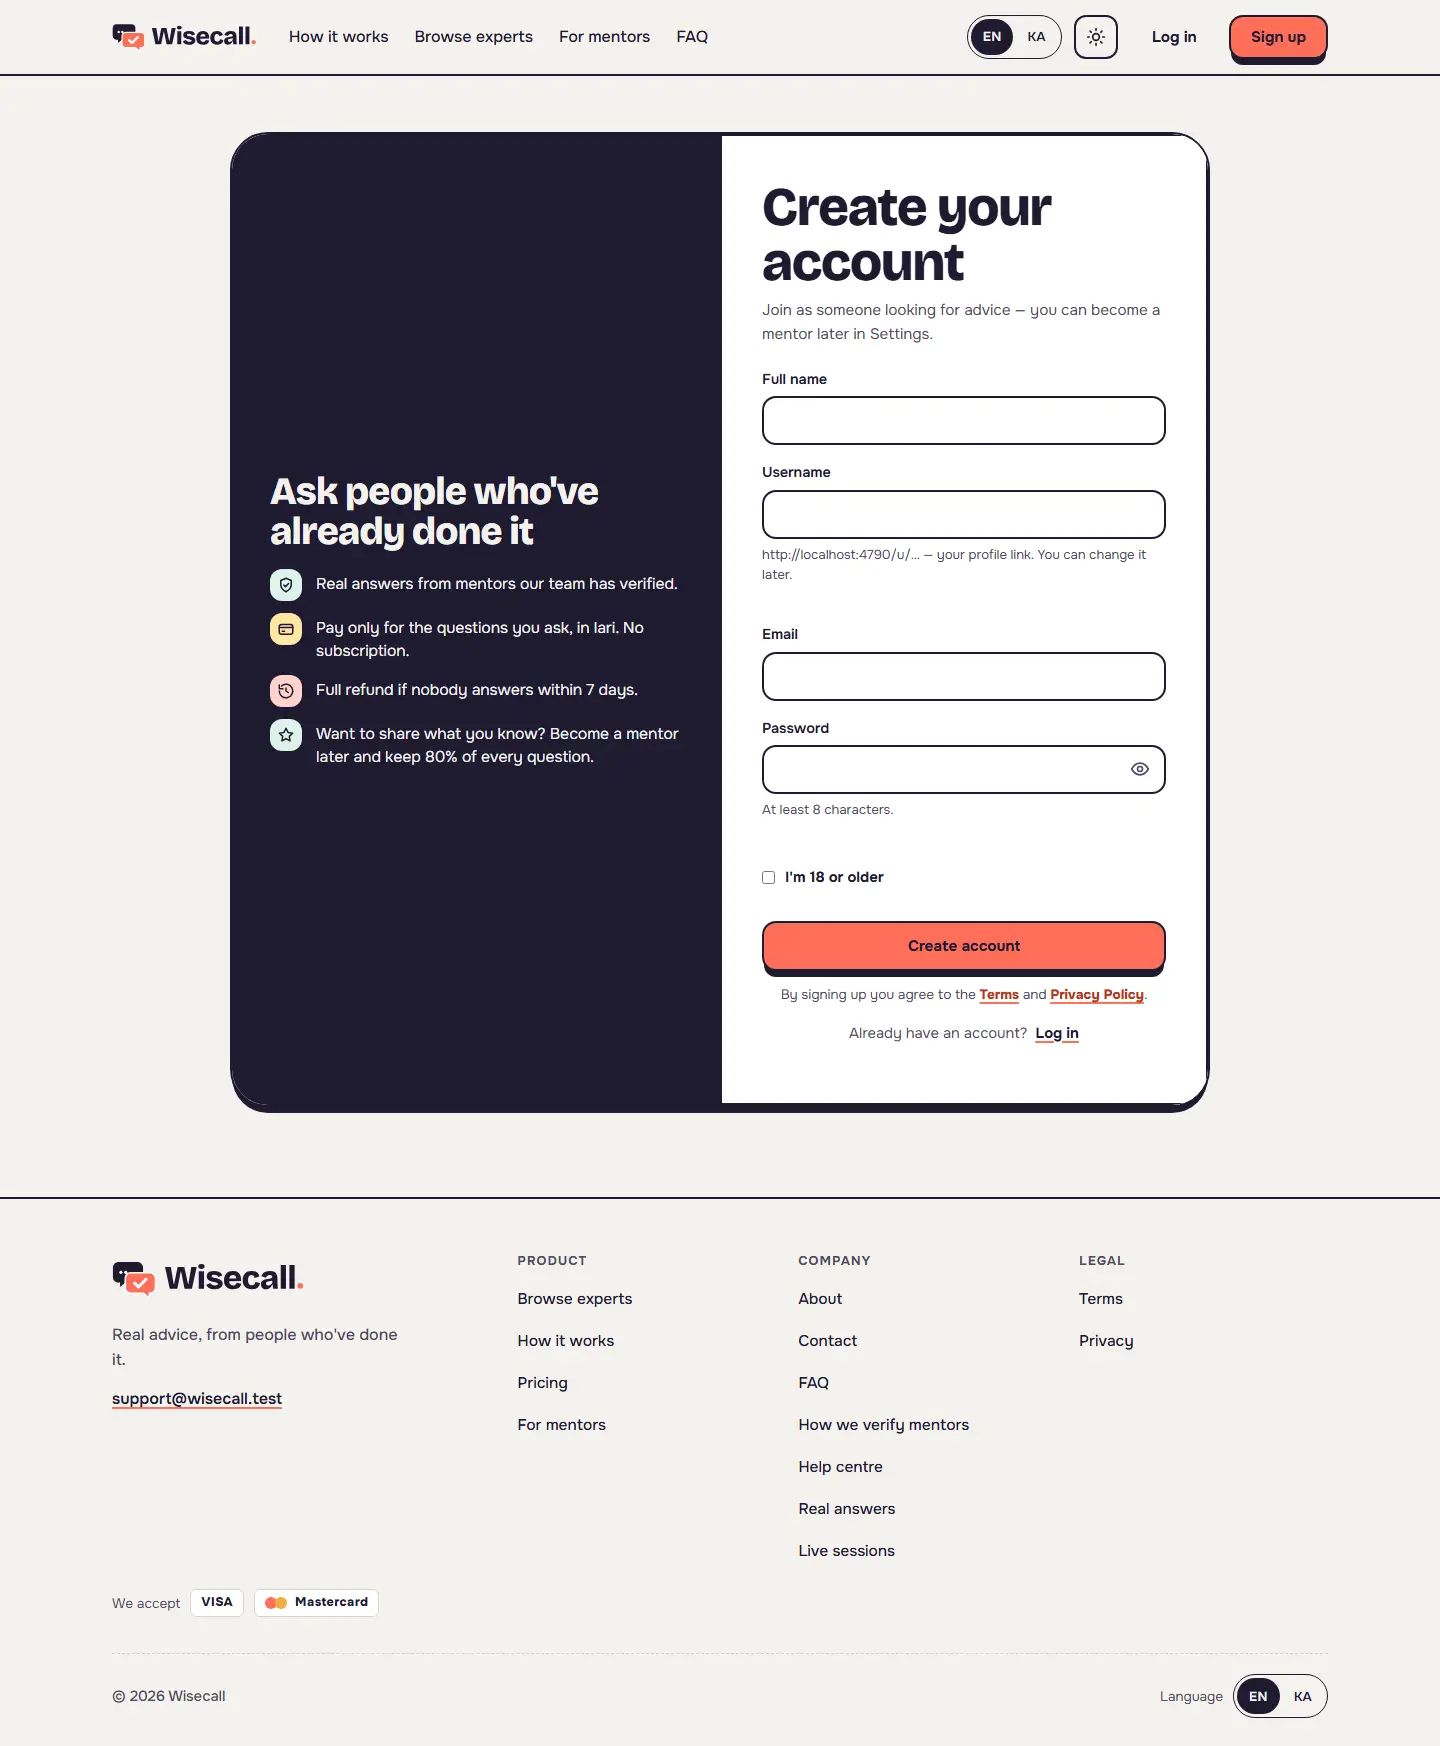 Wisecall.
How it works
Browse experts
For mentors
FAQ
EN
KA
Log in
Sign up
Ask people who've
already done it
Real answers from mentors our team has verified.
Pay only for the questions you ask, in lari. No
subscription.
Full refund if nobody answers within 7 days.
Want to share what you know? Become a mentor
later and keep 80% of every question.
Create your
account
Join as someone looking for advice — you can become a
mentor later in Settings.
Full name
Username
http://localhost:4790/u/... — your profile link. You can change it
later.
Email
Password
At least 8 characters.
I'm 18 or older
Create account
By signing up you agree to the Terms and Privacy Policy.
Already have an account? Log in
Wisecall.
Real advice, from people who've done
it.
support@wisecall.test
PRODUCT
Browse experts
How it works
Pricing
For mentors
COMPANY
About
Contact
FAQ
How we verify mentors
Help centre
Real answers
Live sessions
LEGAL
Terms
Privacy
We accept
VISA
Mastercard
© 2026 Wisecall
Language
EN
KA